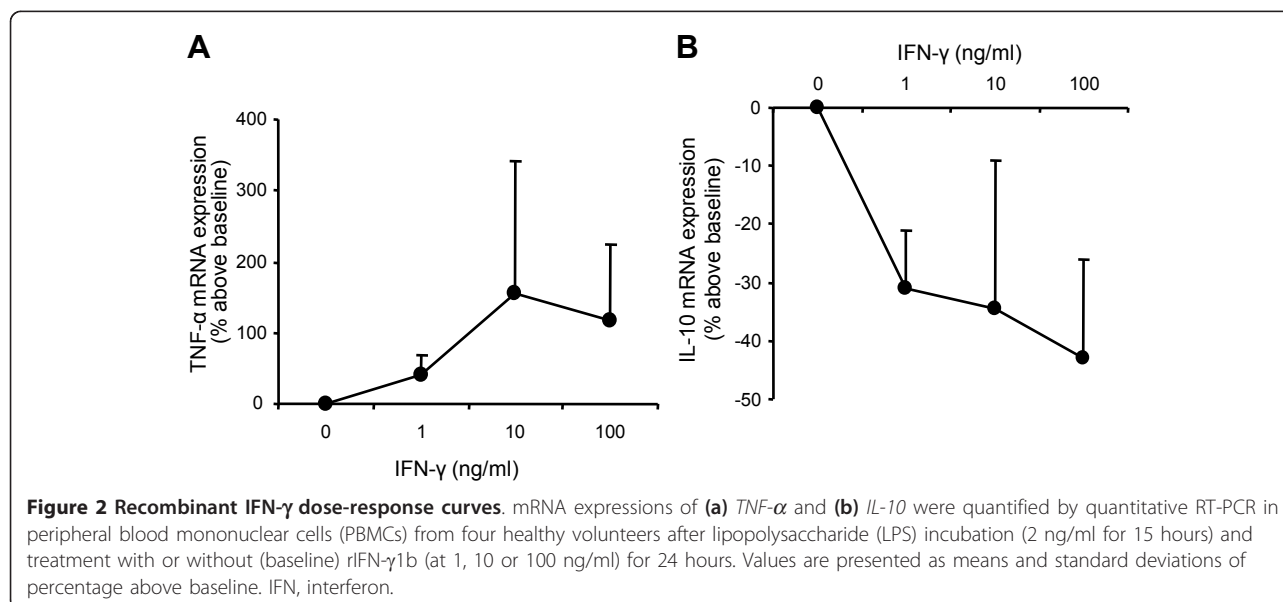 A
TNF-α mRNA expression
(% above baseline)
400
300
200
100
0
0 1 10 100
IFN-γ (ng/ml)
B
IFN-γ (ng/ml)
0 1 10 100
IL-10 mRNA expression
(% above baseline)
0
-10
-20
-30
-40
-50
Figure 2 Recombinant IFN-γ dose-response curves. mRNA expressions of (a) TNF-α and (b) IL-10 were quantified by quantitative RT-PCR in
peripheral blood mononuclear cells (PBMCs) from four healthy volunteers after lipopolysaccharide (LPS) incubation (2 ng/ml for 15 hours) and
treatment with or without (baseline) rIFN-γ1b (at 1, 10 or 100 ng/ml) for 24 hours. Values are presented as means and standard deviations of
percentage above baseline. IFN, interferon.